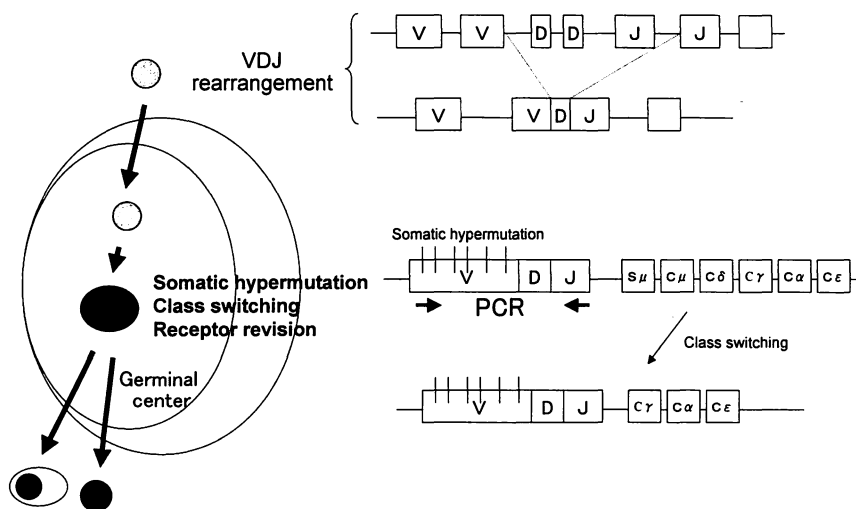 VDJ
rearrangement
V V D D J J
V V D J
Somatic hypermutation
V D J Sμ Cμ Cδ Cγ Cα Cε
PCR
Somatic hypermutation
Class switching
Receptor revision
Class switching
Germinal
center
V D J Cγ Cα Cε